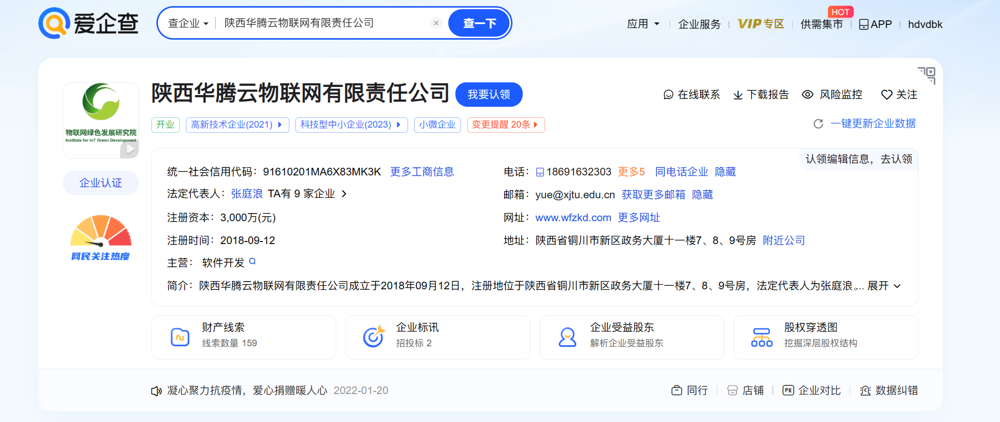 爱企查
查企业
陕西华腾云物联网有限责任公司
查一下
应用
企业服务
VIP专区
供需集市
HOT
APP
hdvdbk
物联网绿色发展研究院
Institute for IoT Green Development
陕西华腾云物联网有限责任公司
我要认领
在线联系
下载报告
风险监控
关注
开业
高新技术企业(2021)
科技型中小企业(2023)
小微企业
变更提醒 20条
一键更新企业数据
认领编辑信息，去认领
企业认证
网民关注热度
统一社会信用代码：91610201MA6X83MK3K 更多工商信息
电话：18691632303 更多5 同电话企业 隐藏
法定代表人：张庭浪 TA有 9 家企业
邮箱：yue@xjtu.edu.cn 获取更多邮箱 隐藏
注册资本：3,000万(元)
网址：www.wfzkd.com 更多网址
注册时间：2018-09-12
地址：陕西省铜川市新区政务大厦十一楼7、8、9号房 附近公司
主营： 软件开发
简介：陕西华腾云物联网有限责任公司成立于2018年09月12日，注册地位于陕西省铜川市新区政务大厦十一楼7、8、9号房，法定代表人为张庭浪。... 展开
财产线索
线索数量 159
企业标讯
招投标 2
企业受益股东
解析企业受益股东
股权穿透图
挖掘深层股权结构
凝心聚力抗疫情，爱心捐赠暖人心 2022-01-20
同行
店铺
PK 企业对比
数据纠错